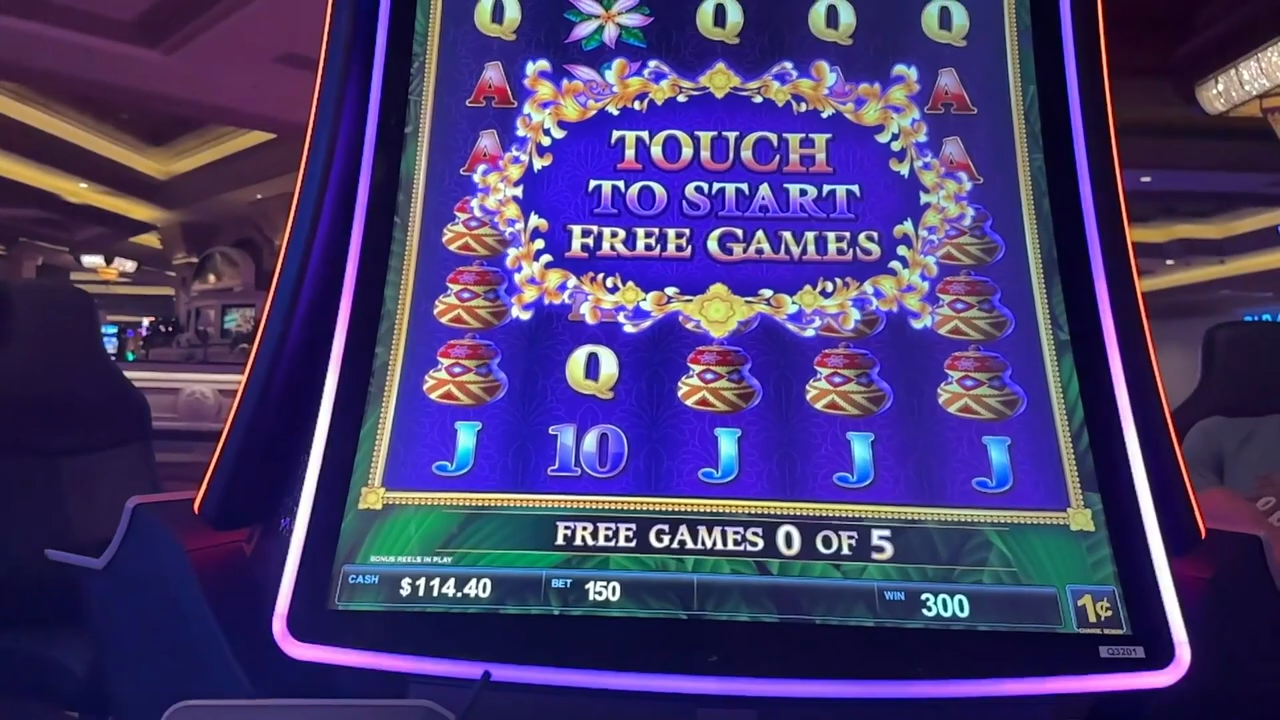 Q Q Q Q
A A
TOUCH
A A
TO START
FREE GAMES
Q
J 10 J J J
FREE GAMES 0 OF 5
BONUS REELS IN PLAY
CASH $114.40 BET 150 WIN 300 1¢
Q3201